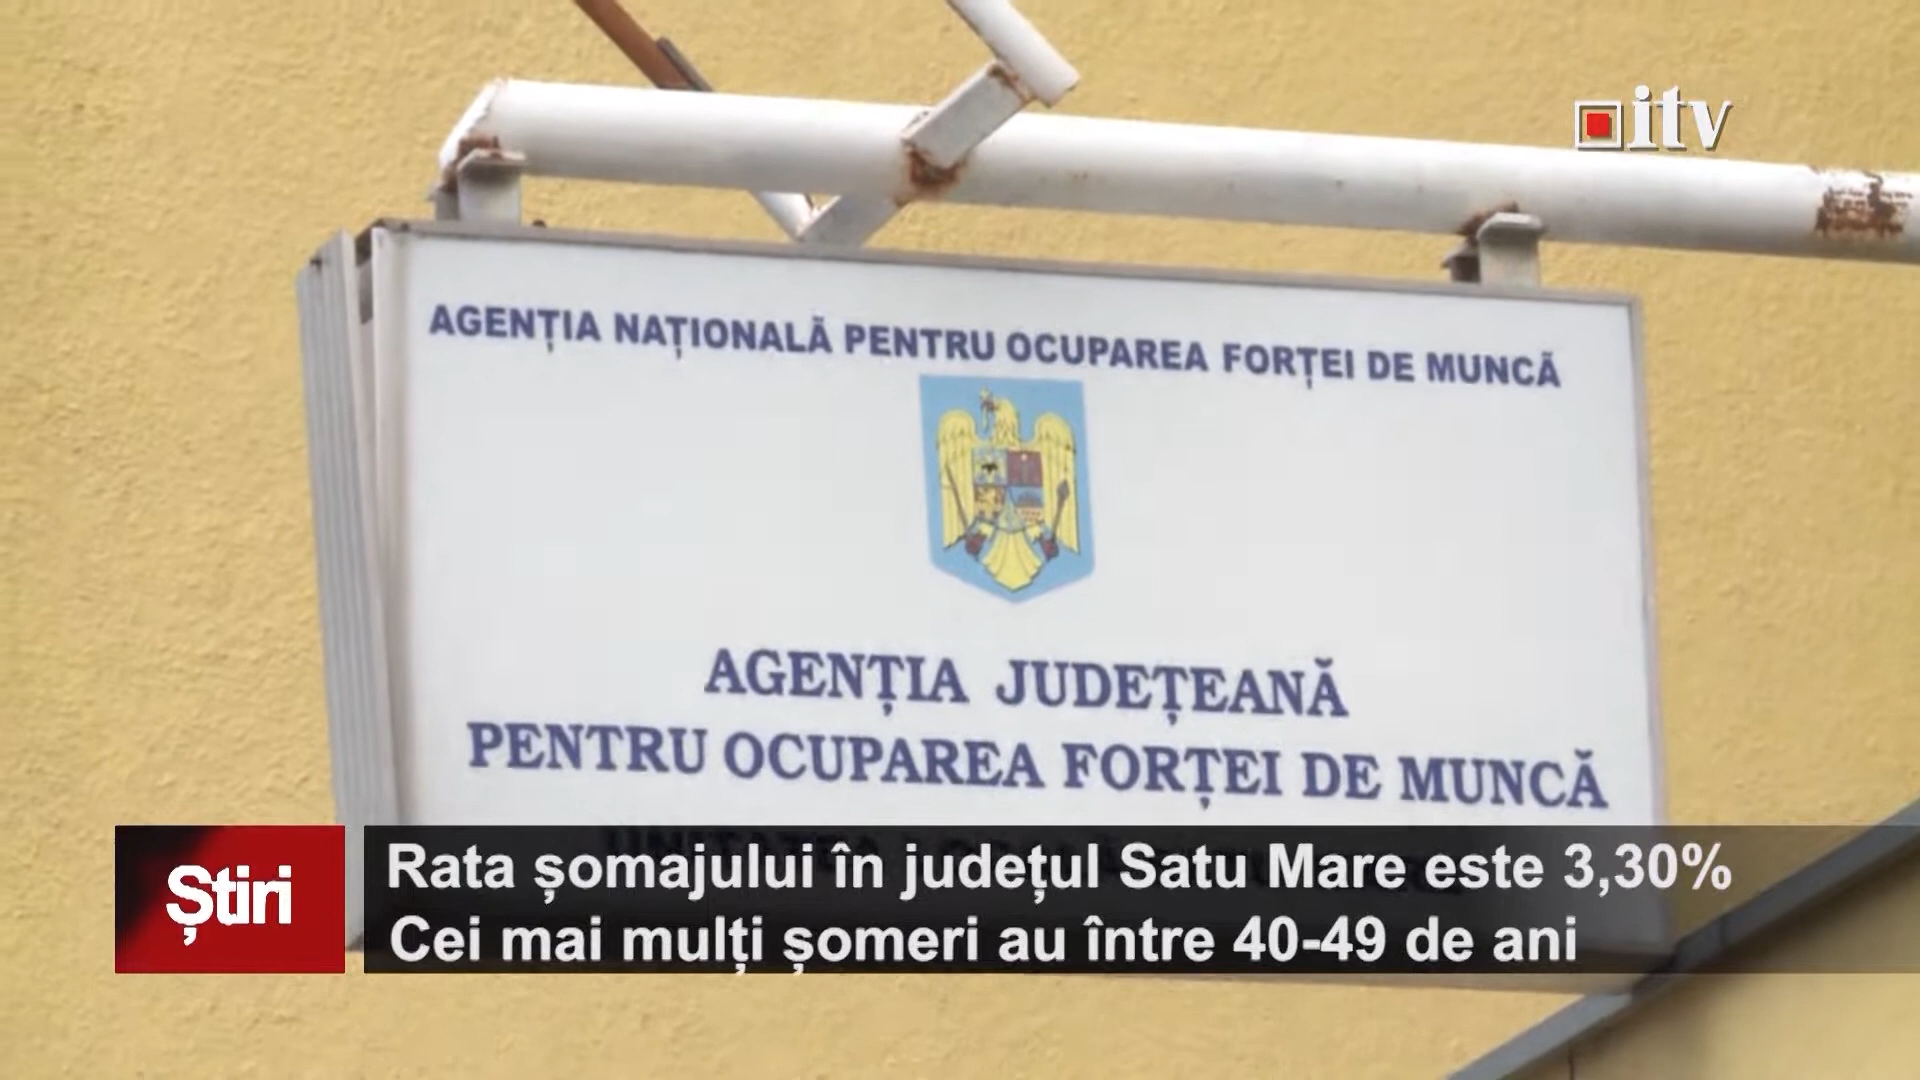 itv
AGENȚIA NAȚIONALĂ PENTRU OCUPAREA FORȚEI DE MUNCĂ
AGENȚIA JUDEȚEANĂ
PENTRU OCUPAREA FORȚEI DE MUNCĂ
Știri
Rata șomajului în județul Satu Mare este 3,30%
Cei mai mulți șomeri au între 40-49 de ani